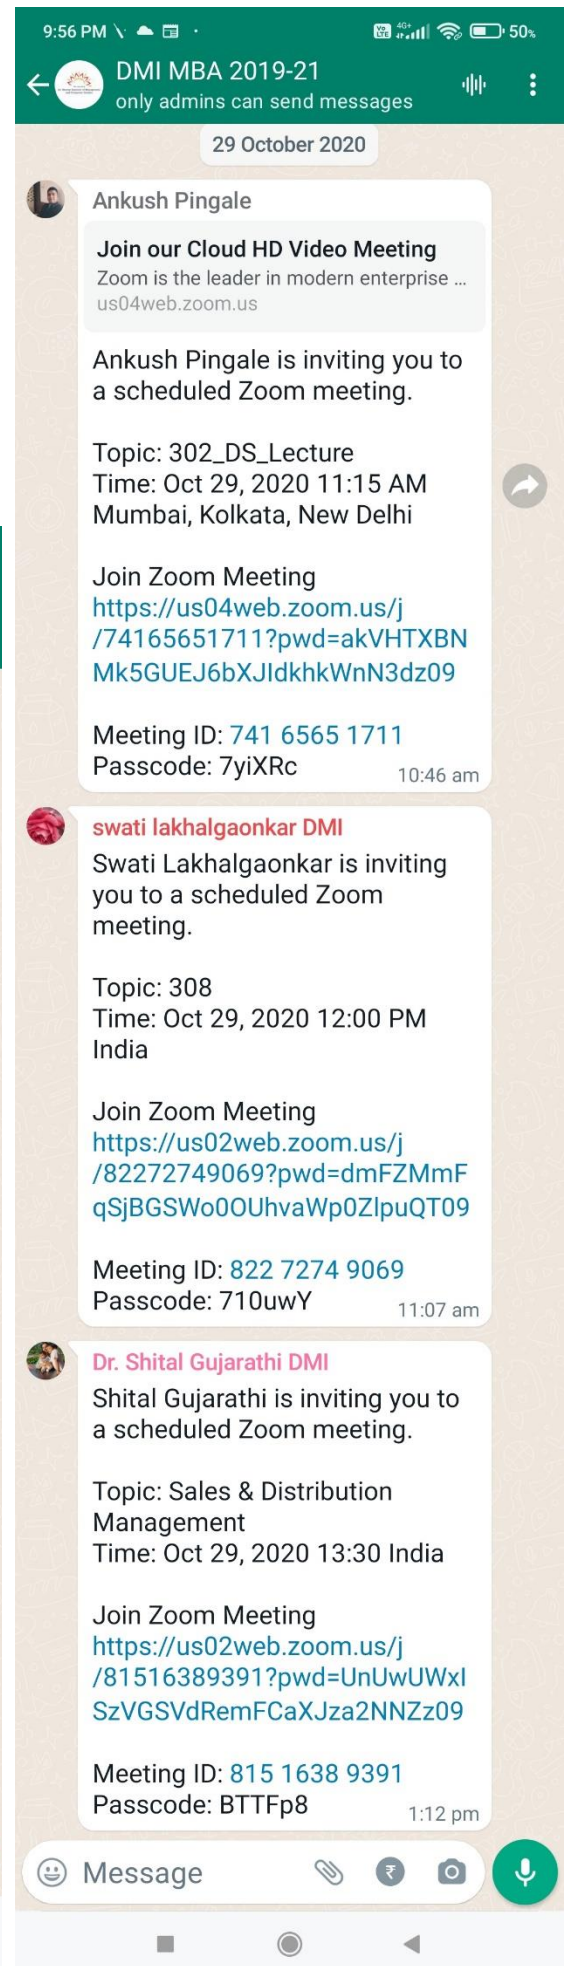 9:56 PM
4G+
50%
DMI MBA 2019-21
only admins can send messages
29 October 2020
Ankush Pingale
Join our Cloud HD Video Meeting
Zoom is the leader in modern enterprise ...
us04web.zoom.us
Ankush Pingale is inviting you to
a scheduled Zoom meeting.
Topic: 302_DS_Lecture
Time: Oct 29, 2020 11:15 AM
Mumbai, Kolkata, New Delhi
Join Zoom Meeting
https://us04web.zoom.us/j
/74165651711?pwd=akVHTXBN
Mk5GUEJ6bXJIdkhkWnN3dz09
Meeting ID: 741 6565 1711
Passcode: 7yiXRc
10:46 am
swati lakhalgaonkar DMI
Swati Lakhalgaonkar is inviting
you to a scheduled Zoom
meeting.
Topic: 308
Time: Oct 29, 2020 12:00 PM
India
Join Zoom Meeting
https://us02web.zoom.us/j
/82272749069?pwd=dmFZMmF
qSjBGSWo0OUhvaWp0ZlpuQT09
Meeting ID: 822 7274 9069
Passcode: 710uwY
11:07 am
Dr. Shital Gujarathi DMI
Shital Gujarathi is inviting you to
a scheduled Zoom meeting.
Topic: Sales & Distribution
Management
Time: Oct 29, 2020 13:30 India
Join Zoom Meeting
https://us02web.zoom.us/j
/81516389391?pwd=UnUwUWxI
SzVGSVdRemFCaXJza2NNZz09
Meeting ID: 815 1638 9391
Passcode: BTTFp8
1:12 pm
Message